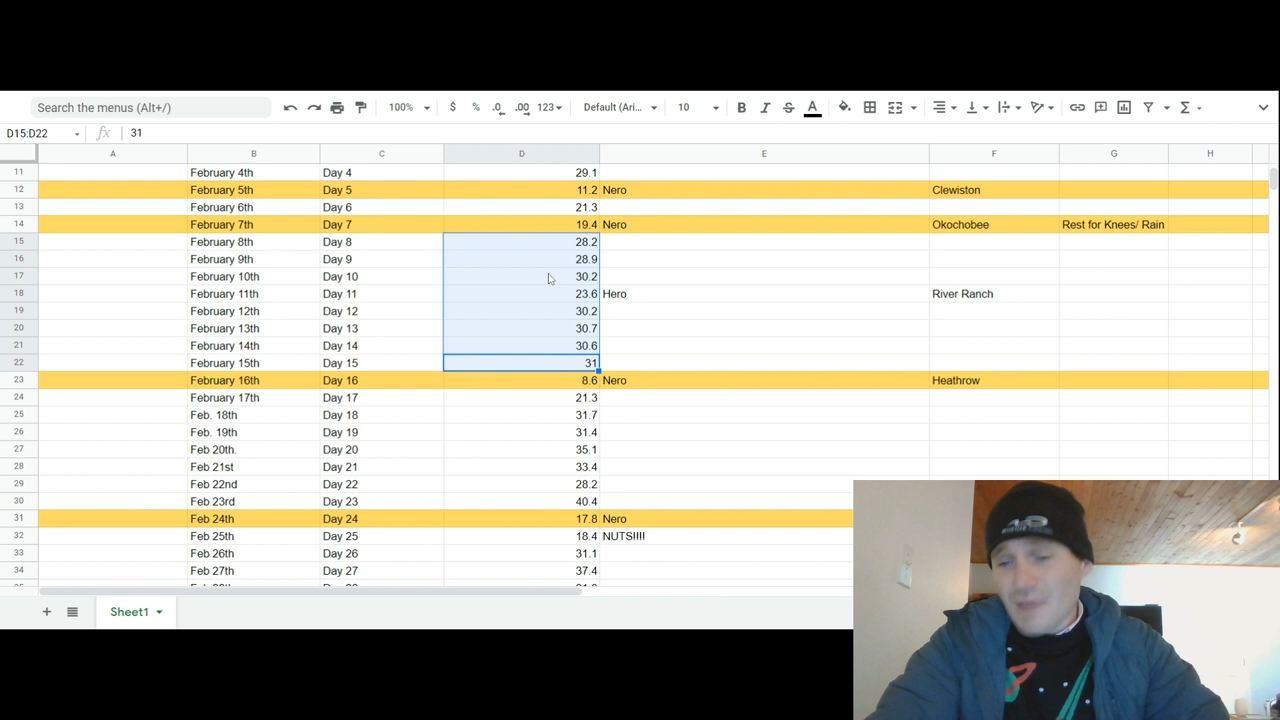 Search the menus (Alt+/) 100% $ % .0 .00 123 Default (Ari... 10 B I S A
D15:D22 fx 31
A B C D E F G H
11 February 4th Day 4 29.1
12 February 5th Day 5 11.2 Nero Clewiston
13 February 6th Day 6 21.3
14 February 7th Day 7 19.4 Nero Okochobee Rest for Knees/ Rain
15 February 8th Day 8 28.2
16 February 9th Day 9 28.9
17 February 10th Day 10 30.2
18 February 11th Day 11 23.6 Hero River Ranch
19 February 12th Day 12 30.2
20 February 13th Day 13 30.7
21 February 14th Day 14 30.6
22 February 15th Day 15 31
23 February 16th Day 16 8.6 Nero Heathrow
24 February 17th Day 17 21.3
25 Feb. 18th Day 18 31.7
26 Feb. 19th Day 19 31.4
27 Feb 20th. Day 20 35.1
28 Feb 21st Day 21 33.4
29 Feb 22nd Day 22 28.2
30 Feb 23rd Day 23 40.4
31 Feb 24th Day 24 17.8 Nero
32 Feb 25th Day 25 18.4 NUTS!!!!
33 Feb 26th Day 26 31.1
34 Feb 27th Day 27 37.4
Sheet1